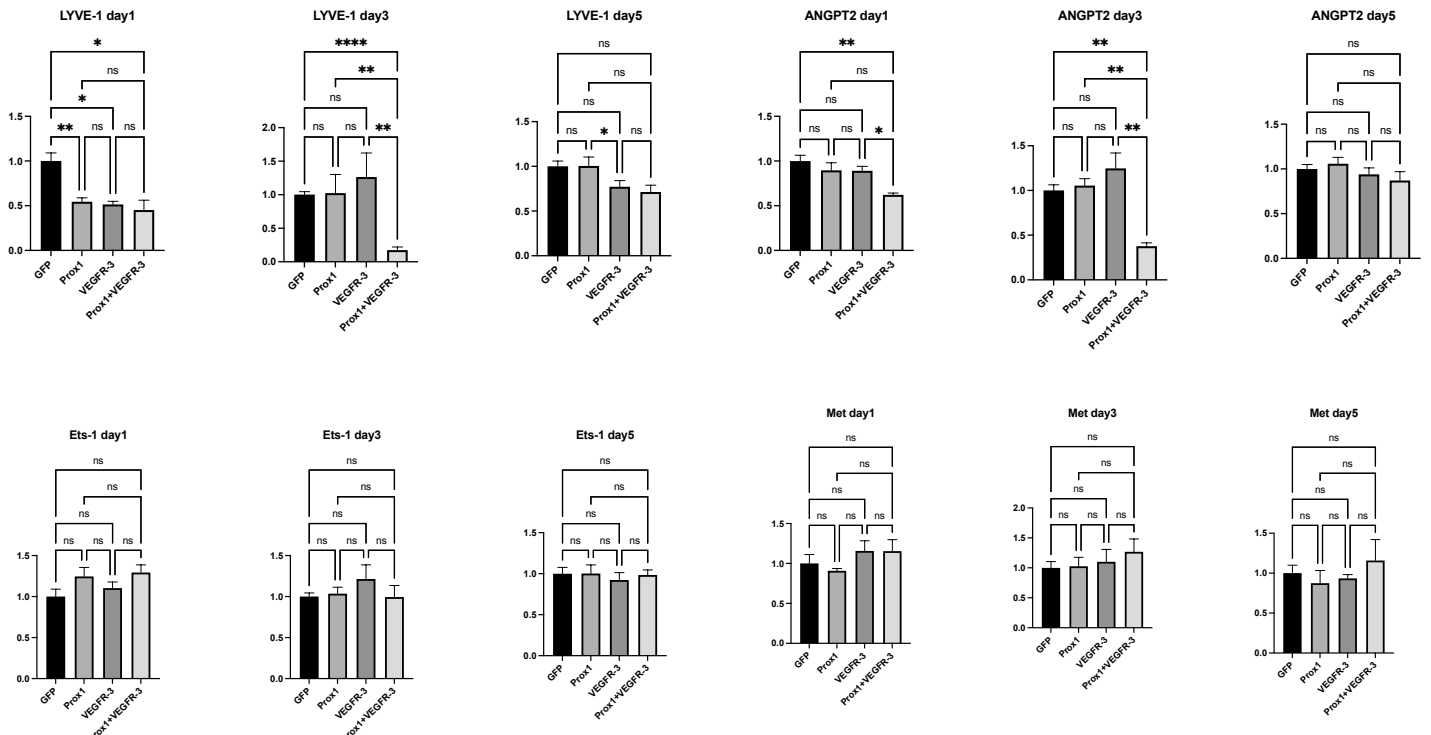 LYVE-1 day1
*
ns
*
** ns ns
1.5
1.0
0.5
0.0
GFP
Prox1
VEGFR-3
Prox1+VEGFR-3
LYVE-1 day3
****
**
ns
ns ns **
2.0
1.5
1.0
0.5
0.0
GFP
Prox1
VEGFR-3
Prox1+VEGFR-3
LYVE-1 day5
ns
ns
ns
ns * ns
1.5
1.0
0.5
0.0
GFP
Prox1
VEGFR-3
Prox1+VEGFR-3
ANGPT2 day1
**
ns
ns
ns ns *
1.5
1.0
0.5
0.0
GFP
Prox1
VEGFR-3
Prox1+VEGFR-3
ANGPT2 day3
**
**
ns
ns ns **
1.5
1.0
0.5
0.0
GFP
Prox1
VEGFR-3
Prox1+VEGFR-3
ANGPT2 day5
ns
ns
ns
ns ns ns
1.5
1.0
0.5
0.0
GFP
Prox1
VEGFR-3
Prox1+VEGFR-3
Ets-1 day1
ns
ns
ns
ns ns ns
1.5
1.0
0.5
0.0
GFP
Prox1
VEGFR-3
Prox1+VEGFR-3
Ets-1 day3
ns
ns
ns
ns ns ns
1.5
1.0
0.5
0.0
GFP
Prox1
VEGFR-3
Prox1+VEGFR-3
Ets-1 day5
ns
ns
ns
ns ns ns
1.5
1.0
0.5
0.0
GFP
Prox1
VEGFR-3
Prox1+VEGFR-3
Met day1
ns
ns
ns
ns ns ns
1.5
1.0
0.5
0.0
GFP
Prox1
VEGFR-3
Prox1+VEGFR-3
Met day3
ns
ns
ns
ns ns ns
2.0
1.5
1.0
0.5
0.0
GFP
Prox1
VEGFR-3
Prox1+VEGFR-3
Met day5
ns
ns
ns
ns ns ns
1.5
1.0
0.5
0.0
GFP
Prox1
VEGFR-3
Prox1+VEGFR-3